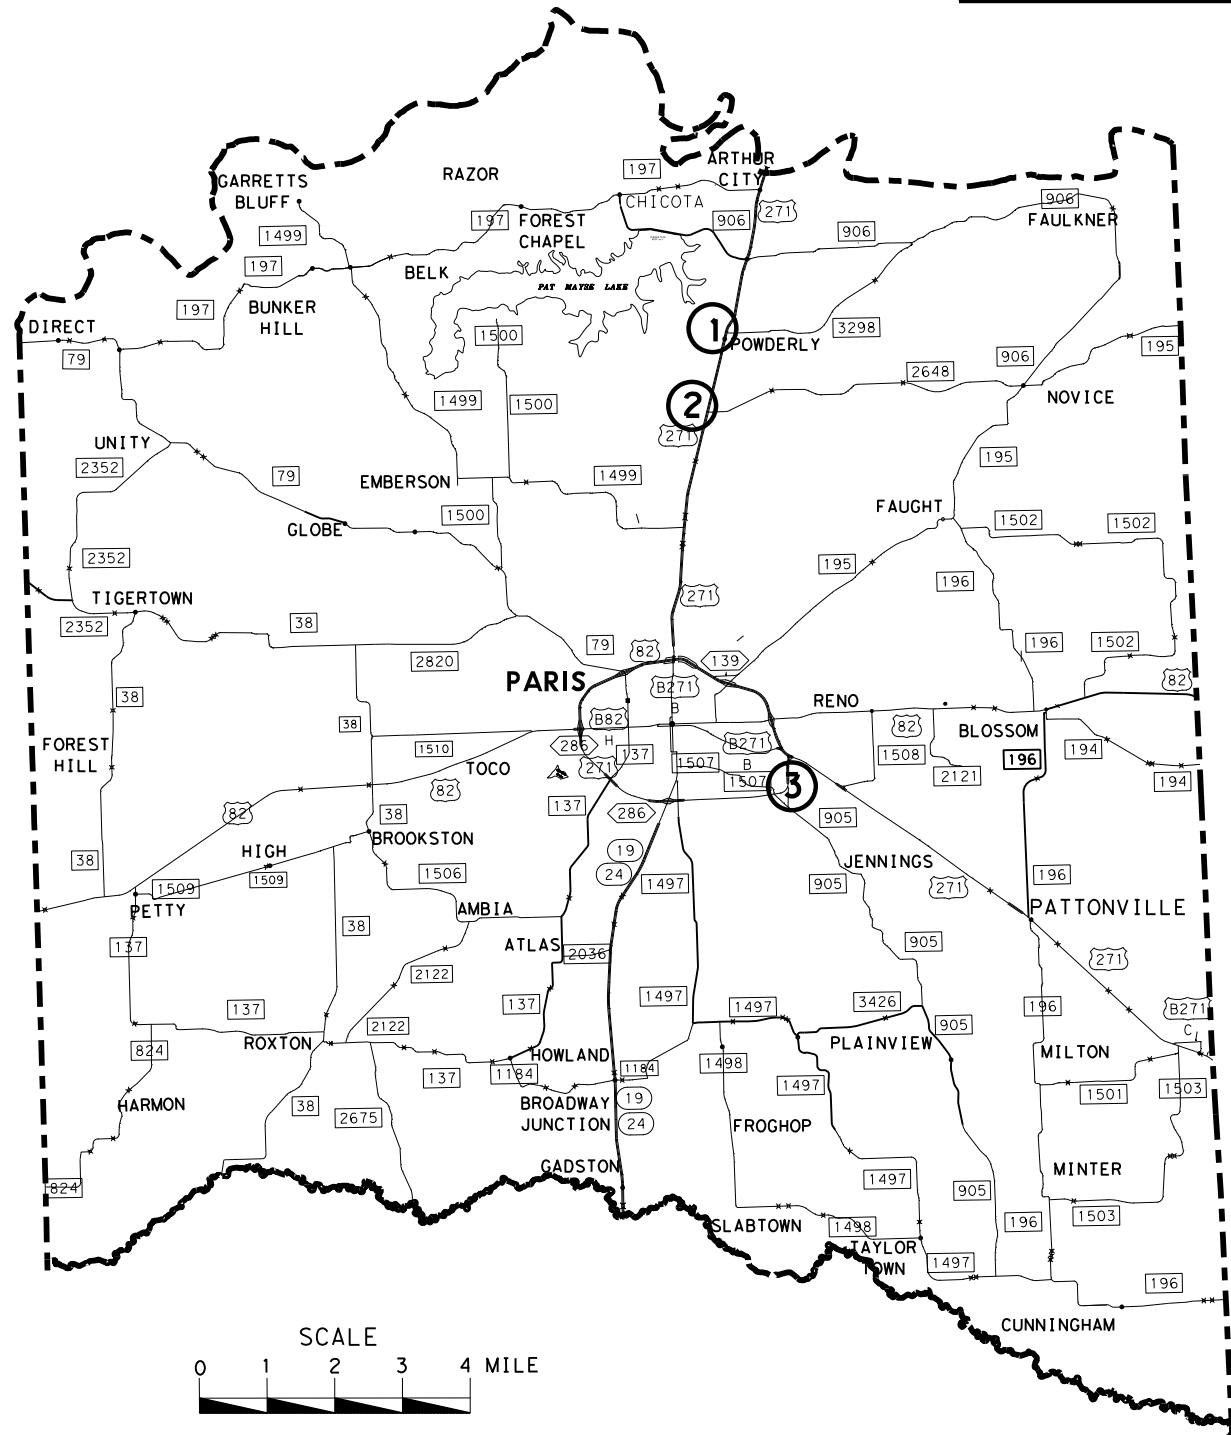 ARTHUR
CITY
197
RAZOR
GARRETTS
BLUFF
CHICOTA
906
271
906
FAULKNER
197
FOREST
CHAPEL
906
1499
197
BELK
PAT MAYSE LAKE
197
BUNKER
HILL
DIRECT
79
1500
1
3298
POWDERLY
906
195
2648
NOVICE
1499
1500
2
271
UNITY
2352
79
EMBERSON
1499
195
1500
GLOBE
FAUGHT
1502
1502
2352
195
196
TIGERTOWN
2352
38
271
79
82
139
196
1502
2820
82
PARIS
B271
B
38
38
B82
RENO
82
BLOSSOM
FOREST
HILL
1510
286
H
137
B271
194
TOCO
271
1507
B
1507
1508
2121
196
194
82
82
137
286
3
38
905
BROOKSTON
HIGH
19
JENNINGS
38
1509
1509
1506
24
1497
905
271
196
PETTY
AMBIA
PATTONVILLE
137
38
ATLAS
2036
905
271
2122
137
1497
1497
3426
196
B271
137
2122
905
C
ROXTON
824
HOWLAND
PLAINVIEW
MILTON
137
1184
1184
1498
1497
1501
1503
HARMON
38
2675
BROADWAY
JUNCTION
19
24
FROGHOP
GADSTON
MINTER
824
1497
905
SLABTOWN
1498
196
1503
TAYLOR
TOWN
1497
196
CUNNINGHAM
SCALE
0 1 2 3 4 MILE